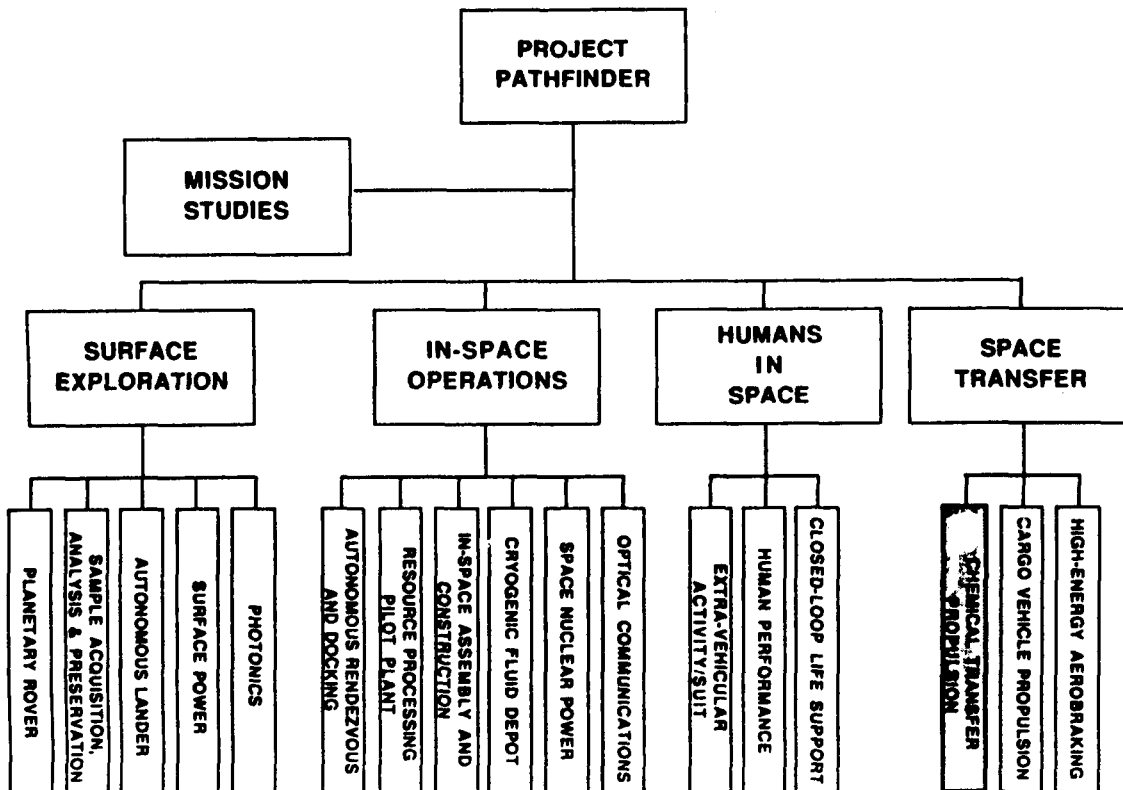 PROJECT
PATHFINDER
MISSION
STUDIES
SURFACE
EXPLORATION
IN-SPACE
OPERATIONS
HUMANS
IN
SPACE
SPACE
TRANSFER
PLANETARY ROVER
SAMPLE ACQUISITION,
ANALYSIS & PRESERVATION
AUTONOMOUS LANDER
SURFACE POWER
PHOTONICS
AUTONOMOUS RENDEZVOUS
AND DOCKING
RESOURCE PROCESSING
PILOT PLANT
IN-SPACE ASSEMBLY AND
CONSTRUCTION
CRYOGENIC FLUID DEPOT
SPACE NUCLEAR POWER
OPTICAL COMMUNICATIONS
EXTRA-VEHICULAR
ACTIVITY/SUIT
HUMAN PERFORMANCE
CLOSED-LOOP LIFE SUPPORT
CHEMICAL TRANSFER
PROPULSION
CARGO VEHICLE PROPULSION
HIGH-ENERGY AEROBRAKING